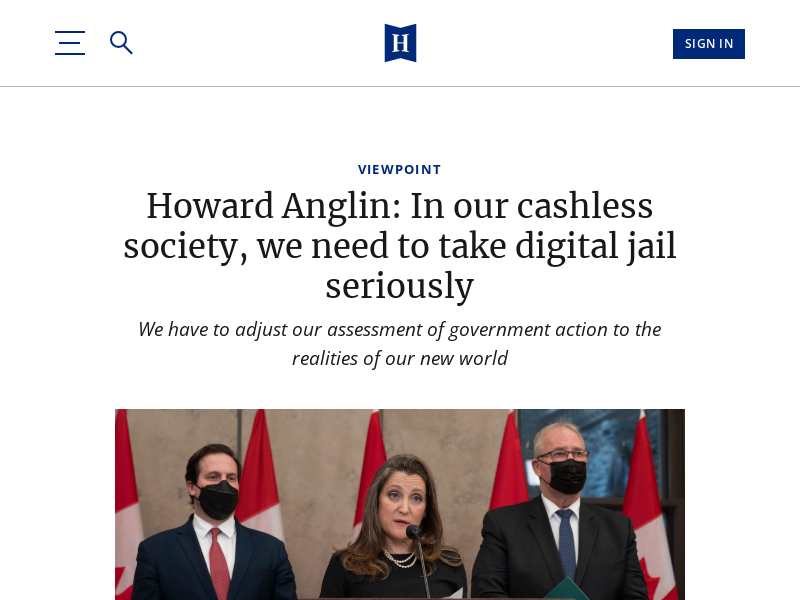 H
SIGN IN
VIEWPOINT
Howard Anglin: In our cashless
society, we need to take digital jail
seriously
We have to adjust our assessment of government action to the
realities of our new world